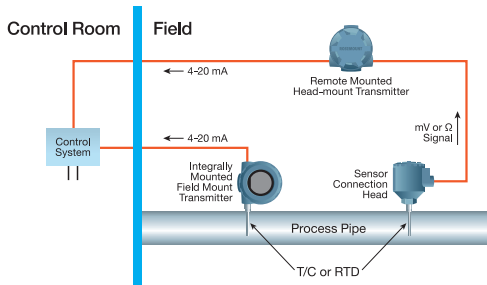 Control Room
Field
4-20 mA
Remote Mounted
Head-mount Transmitter
mV or Ω
Signal
4-20 mA
Control
System
Integrally
Mounted
Field Mount
Transmitter
Sensor
Connection
Head
Process Pipe
T/C or RTD